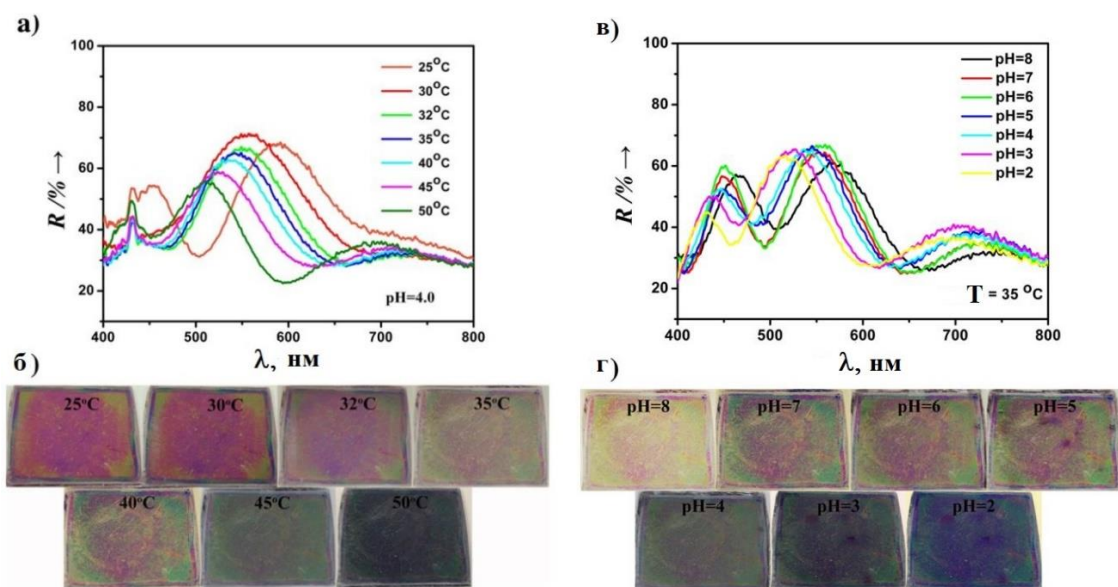 а)
100
80
60
40
20
R /% →
25°C
30°C
32°C
35°C
40°C
45°C
50°C
pH=4.0
400 500 600 700 800
λ, нм
в)
100
80
60
40
20
R /% →
pH=8
pH=7
pH=6
pH=5
pH=4
pH=3
pH=2
T = 35 °C
400 500 600 700 800
λ, нм
б)
25°C 30°C 32°C 35°C
40°C 45°C 50°C
г)
pH=8 pH=7 pH=6 pH=5
pH=4 pH=3 pH=2